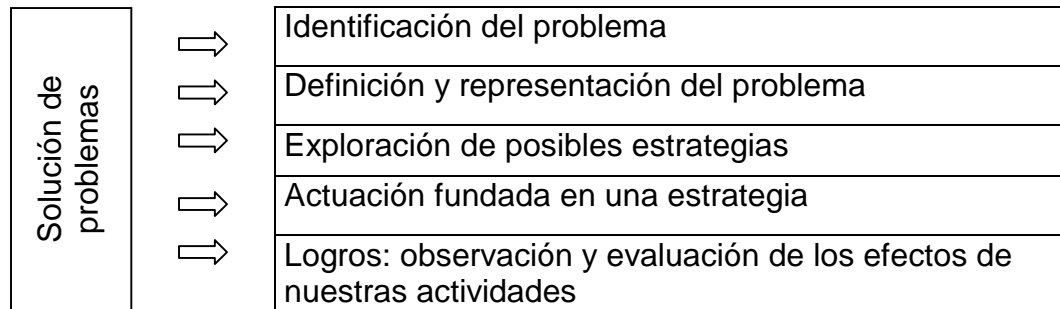 Solución de
problemas
Identificación del problema
Definición y representación del problema
Exploración de posibles estrategias
Actuación fundada en una estrategia
Logros: observación y evaluación de los efectos de
nuestras actividades